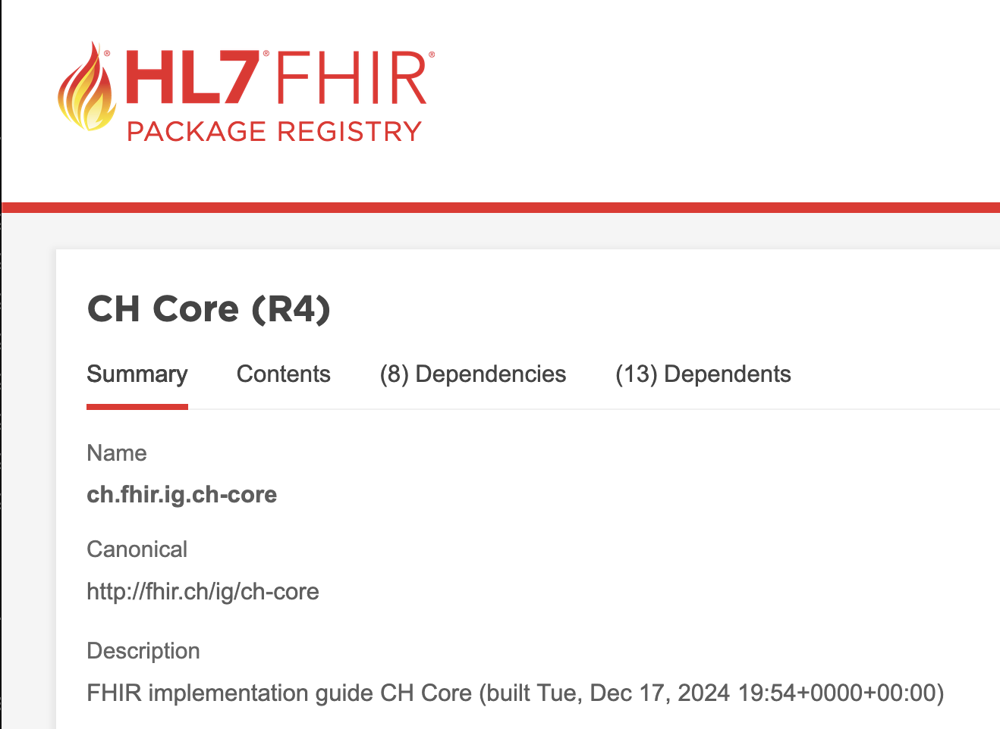 HL7® FHIR®
PACKAGE REGISTRY
CH Core (R4)
Summary Contents (8) Dependencies (13) Dependents
Name
ch.fhir.ig.ch-core
Canonical
http://fhir.ch/ig/ch-core
Description
FHIR implementation guide CH Core (built Tue, Dec 17, 2024 19:54+0000+00:00)